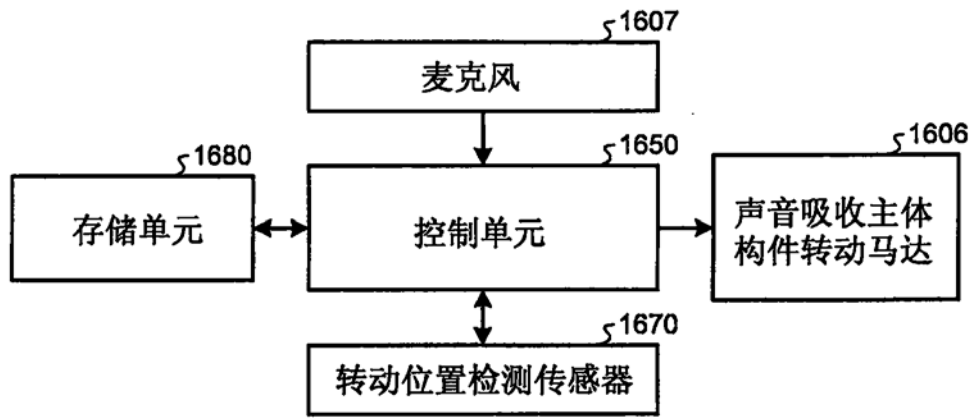 1607
麦克风
1680
1650
1606
存储单元
控制单元
声音吸收主体
构件转动马达
1670
转动位置检测传感器